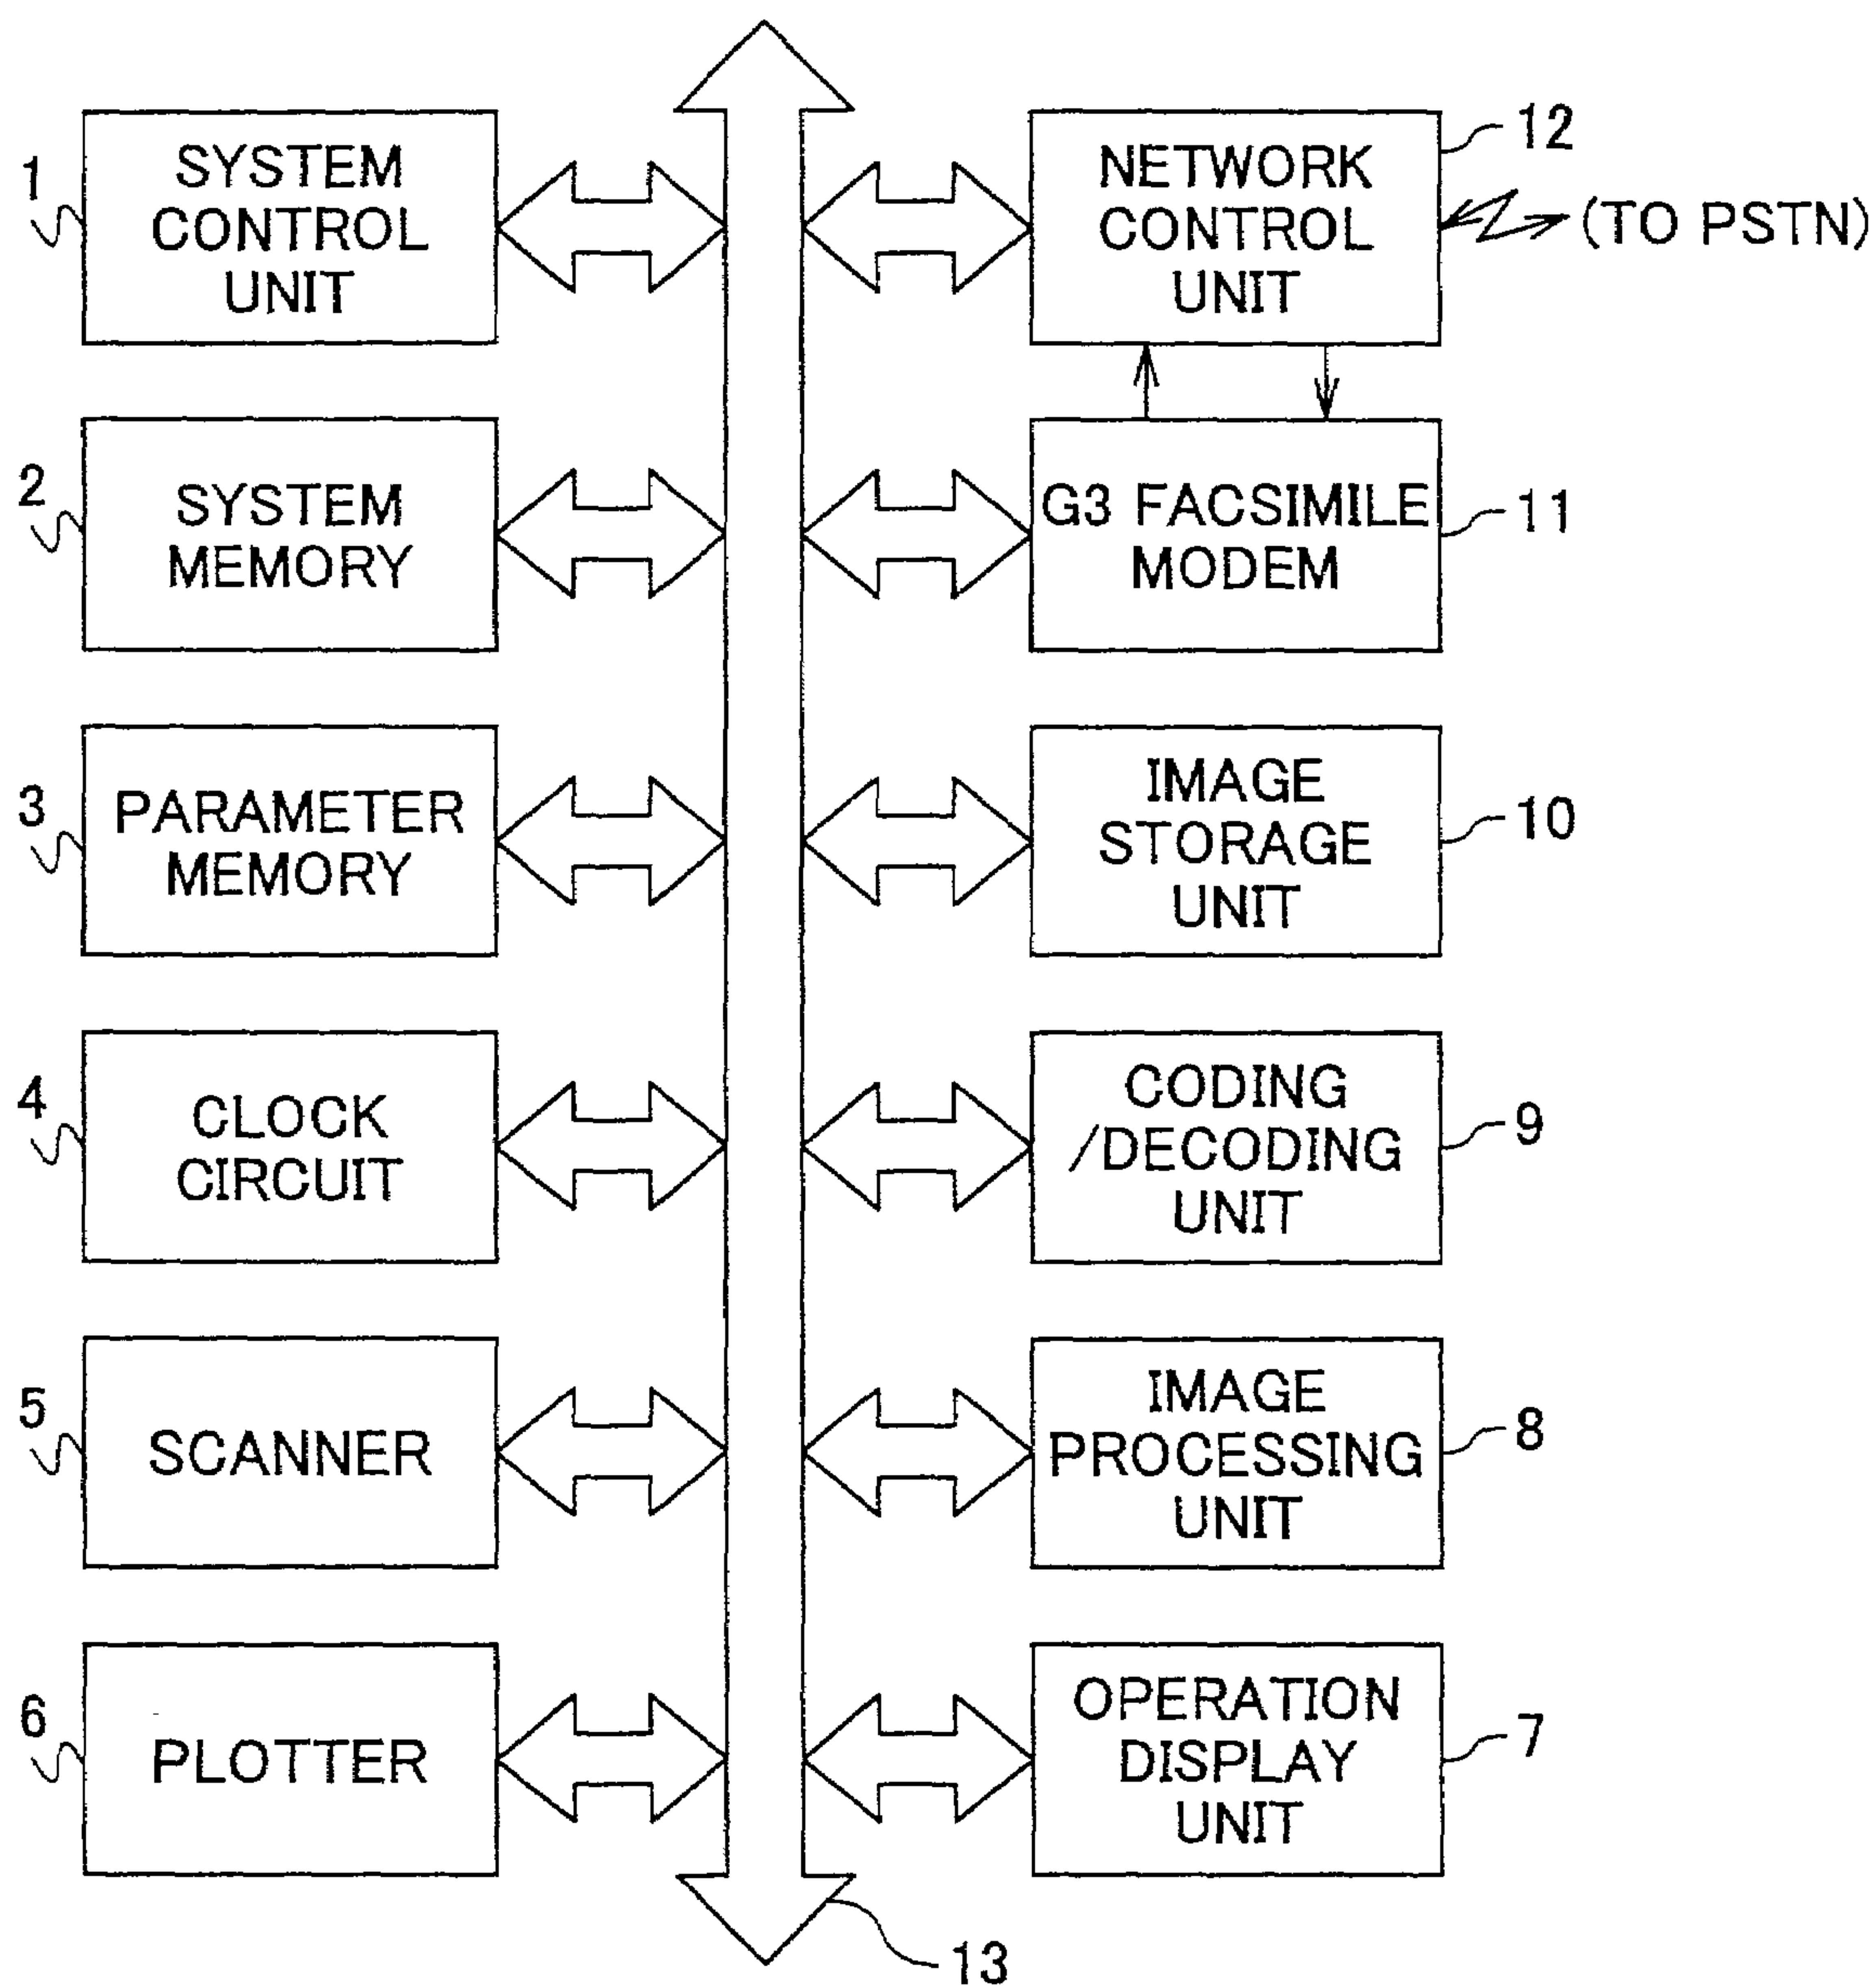 1
SYSTEM
CONTROL
UNIT
2
SYSTEM
MEMORY
3
PARAMETER
MEMORY
4
CLOCK
CIRCUIT
5
SCANNER
6
PLOTTER
12
NETWORK
CONTROL
UNIT
(TO PSTN)
G3 FACSIMILE
MODEM
11
IMAGE
STORAGE
UNIT
10
CODING
/DECODING
UNIT
9
IMAGE
PROCESSING
UNIT
8
OPERATION
DISPLAY
UNIT
7
13